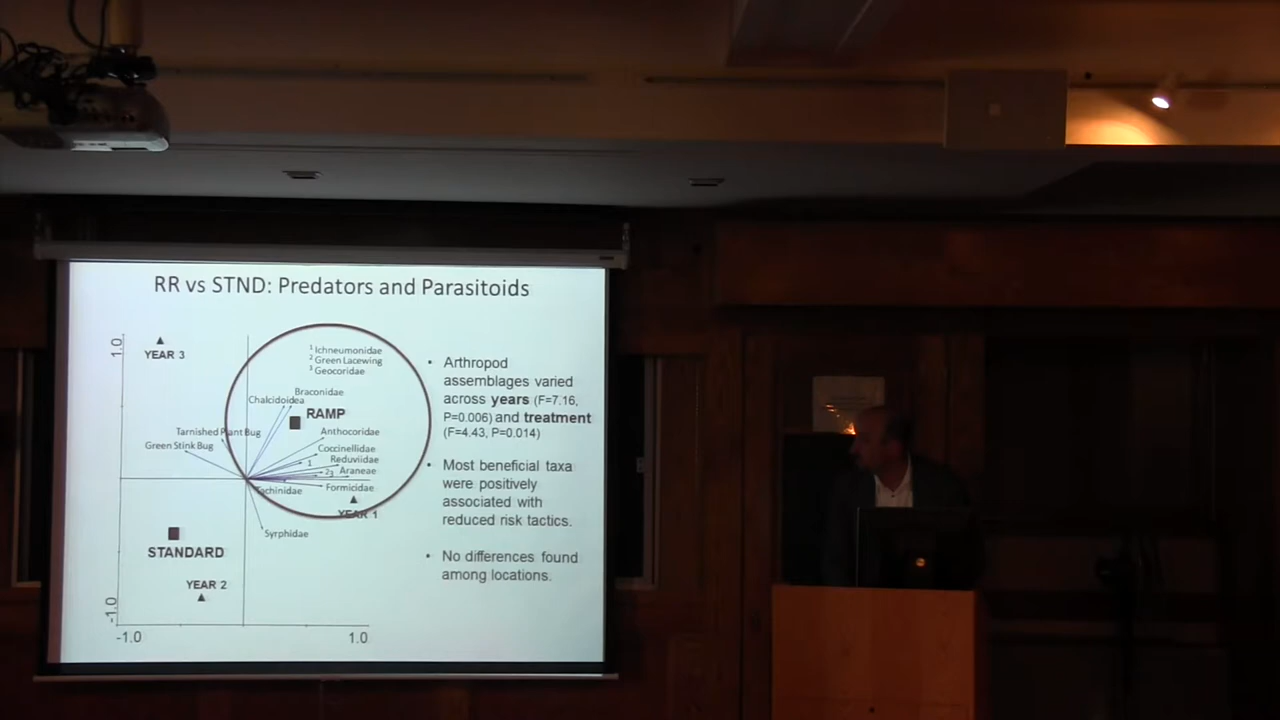 RR vs STND: Predators and Parasitoids
1.0
YEAR 3
1 Ichneumonidae
2 Green Lacewing
3 Geocoridae
Braconidae
Chalcidoidea
RAMP
Tarnished Plant Bug
Anthocoridae
Green Stink Bug
Coccinellidae
Reduviidae
1
2
3
Araneae
Tachinidae
Formicidae
YEAR 1
Syrphidae
STANDARD
YEAR 2
-1.0
-1.0
1.0
• Arthropod
assemblages varied
across years (F=7.16,
P=0.006) and treatment
(F=4.43, P=0.014)
• Most beneficial taxa
were positively
associated with
reduced risk tactics.
• No differences found
among locations.